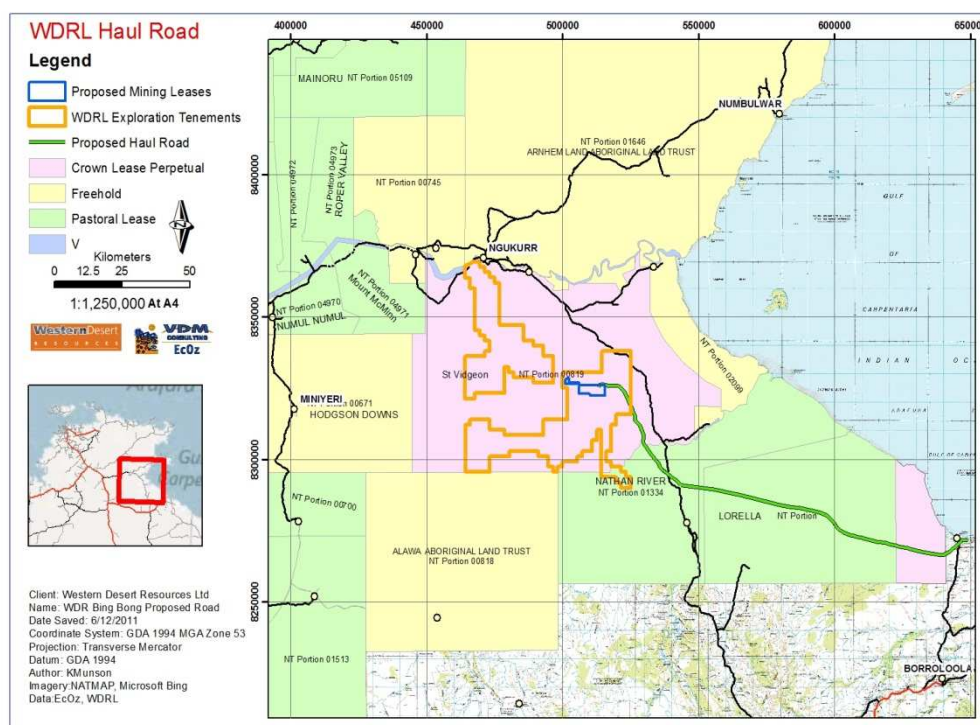 WDRL Haul Road
Legend
Proposed Mining Leases
WDRL Exploration Tenements
Proposed Haul Road
Crown Lease Perpetual
Freehold
Pastoral Lease
V
Kilometers
0 12.5 25 50
1:1,250,000 At A4
WesternDesert
RESOURCES
VDM
CONSULTING
EcOz
Client: Western Desert Resources Ltd
Name: WDR Bing Bong Proposed Road
Date Saved: 6/12/2011
Coordinate System: GDA 1994 MGA Zone 53
Projection: Transverse Mercator
Datum: GDA 1994
Author: KMunson
Imagery:NATMAP, Microsoft Bing
Data:EcOz, WDRL
400000 450000 500000 550000 600000
8400000
8350000
8300000
8250000
MAINORU NT Portion 05109
NUMBULWAR
NT Portion 01646
ARNHEM LAND ABORIGINAL LAND TRUST
NT Portion 04972
NT Portion 04973
ROPER VALLEY
NT Portion 00745
GULF
OF
CARPENTARIA
INDIAN
NGUKURR
NT Portion 04971
Mount McMinn
NT Portion 04970
NUMUL NUMUL
NT Portion 02099
St Vidgeon
NT Portion 00819
MINIYERI
NT Portion 00671
HODGSON DOWNS
NATHAN RIVER
NT Portion 01334
LORELLA
NT Portion
NT Portion 00700
ALAWA ABORIGINAL LAND TRUST
NT Portion 00818
NT Portion 01513
BORROLOOLA